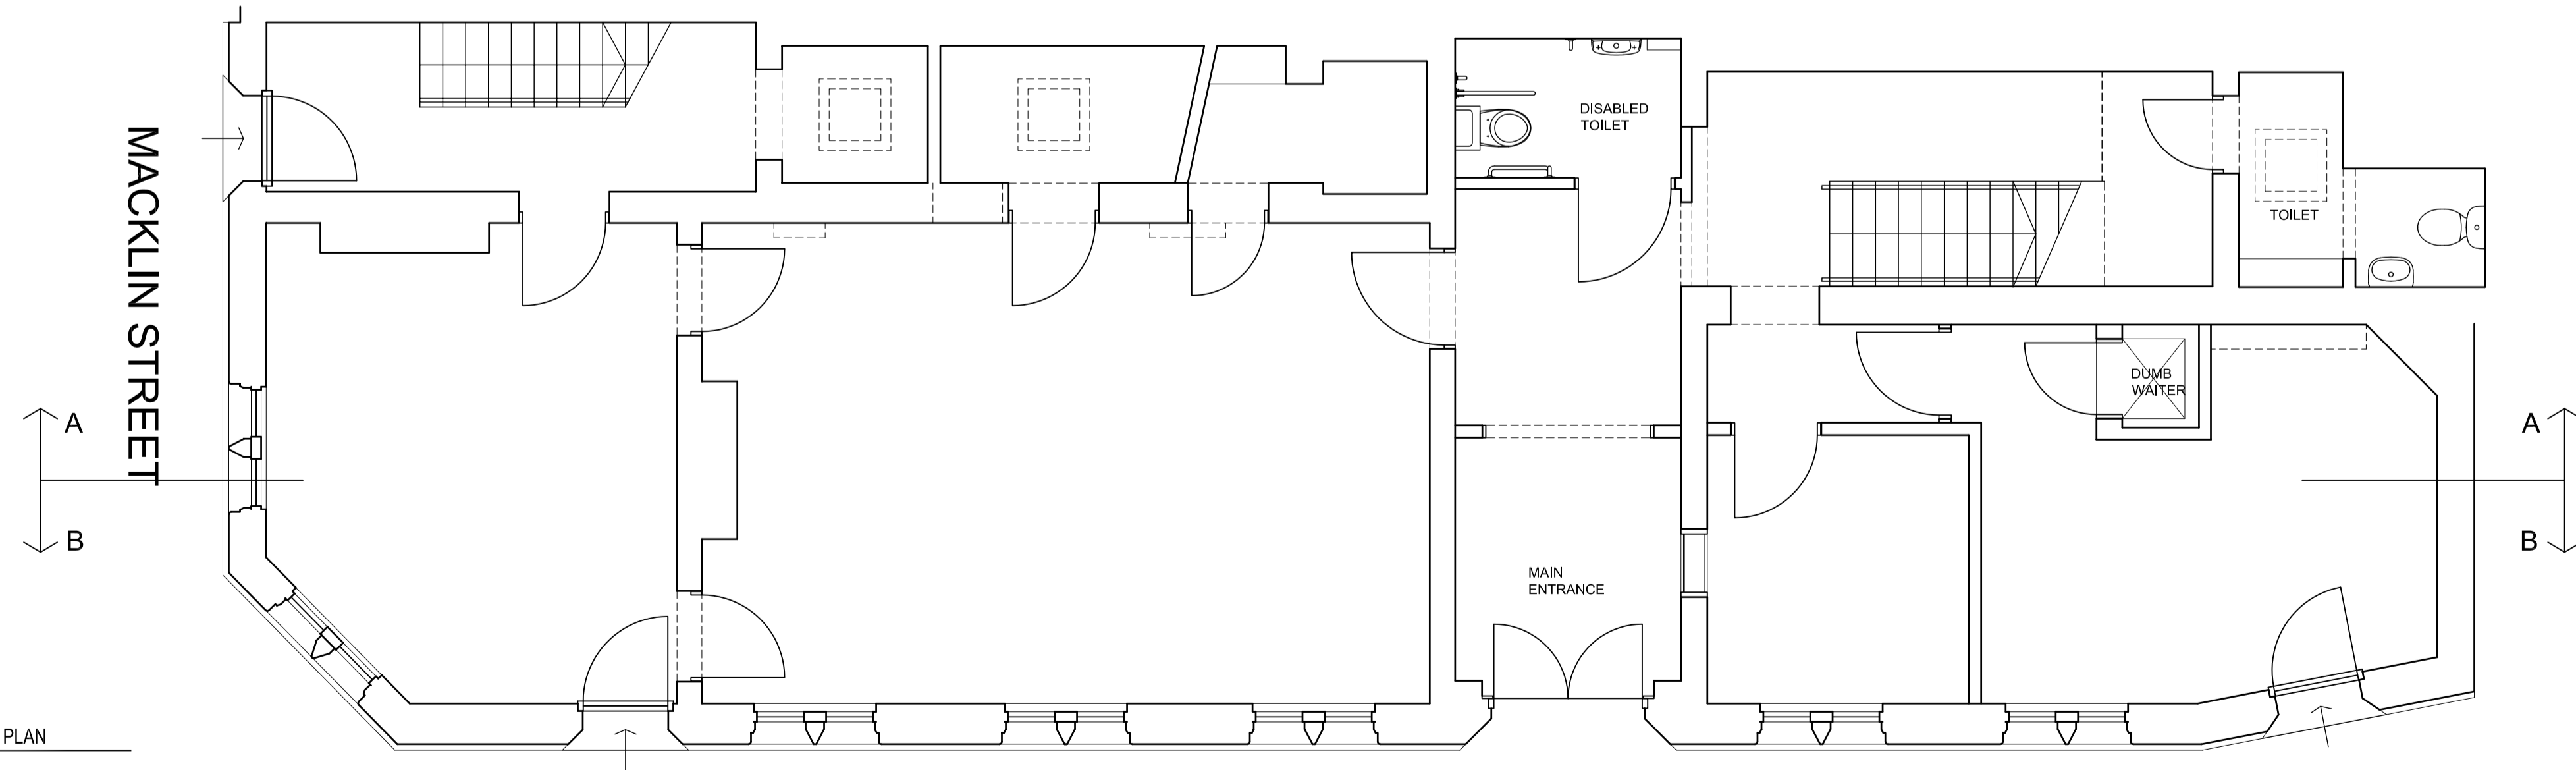 MACKLIN STREET
DISABLED
TOILET
TOILET
DUMB
WAITER
A
B
A
B
MAIN
ENTRANCE
PLAN